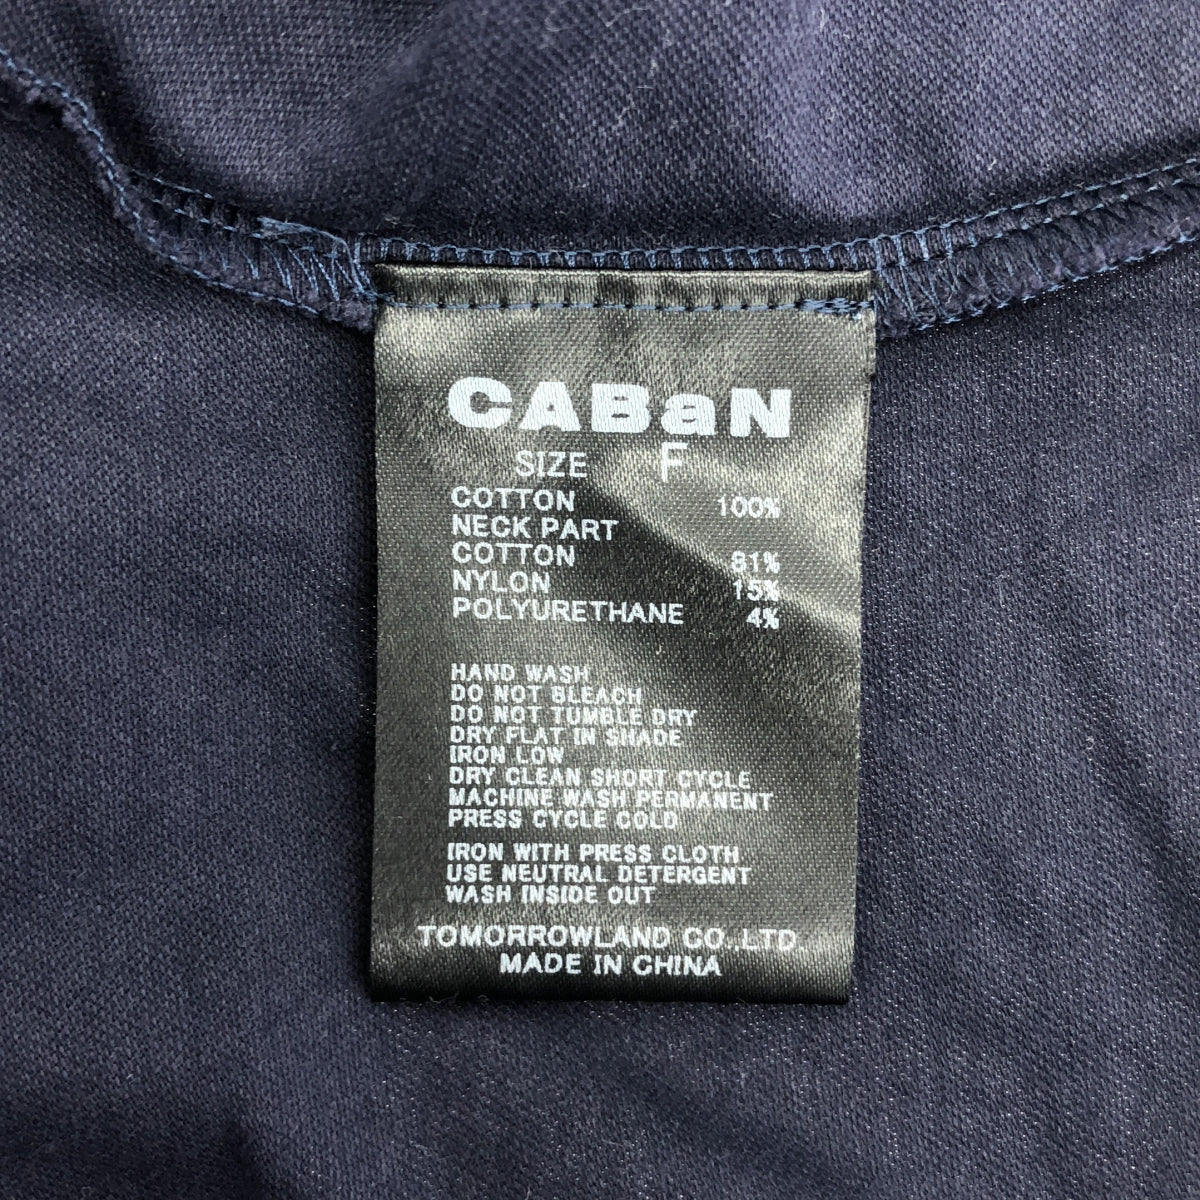 CABaN
SIZE F
COTTON 100%
NECK PART
COTTON 81%
NYLON 15%
POLYURETHANE 4%
HAND WASH
DO NOT BLEACH
DO NOT TUMBLE DRY
DRY FLAT IN SHADE
IRON LOW
DRY CLEAN SHORT CYCLE
MACHINE WASH PERMANENT
PRESS CYCLE COLD
IRON WITH PRESS CLOTH
USE NEUTRAL DETERGENT
WASH INSIDE OUT
TOMORROWLAND CO.,LTD.
MADE IN CHINA